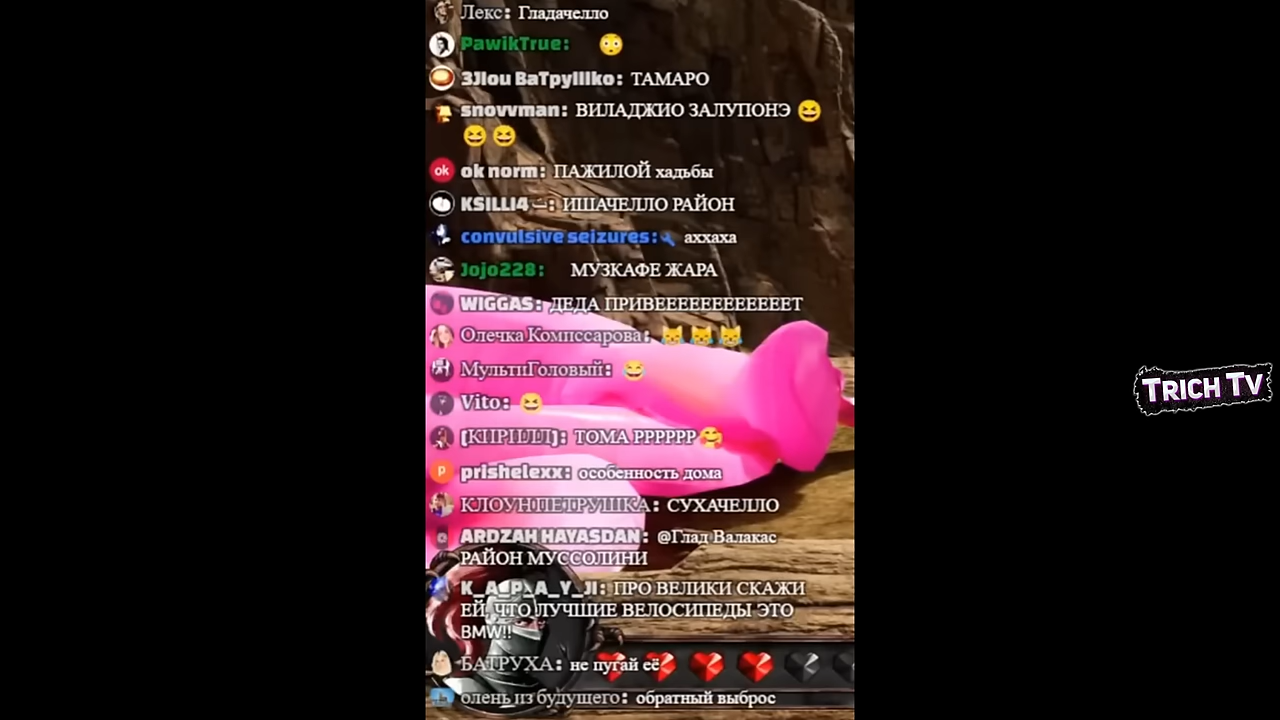 Лекс: Гладачелло
PawikTrue:
3JIou BaTpyIIIko: ТАМАРО
snovvman: ВИЛАДЖИО ЗАЛУПОНЭ 😆
😆 😆
ok
ok norm: ПАЖИЛОЙ хадьбы
KSILLI4 –: ИШАЧЕЛЛО РАЙОН
convulsive seizures: аххаха
Jojo228: МУЗКАФЕ ЖАРА
WIGGAS: ДЕДА ПРИВЕЕЕЕЕЕЕЕЕЕЕЕТ
Олечка Компссарова: 😹 😹 😹
МультиГоловый: 😂
Vito: 😆
[КИРИЛЛ]: ТОМА РРРРРР 🥰
P
prishelexx: особенность дома
КЛОУНПЕТРУШКА: СУХАЧЕЛЛО
ARDZAH HAYASDAN: @Глад Валакас
РАЙОН МУССОЛИНИ
K_A_P_A_Y_JI: ПРО ВЕЛИКИ СКАЖИ
ЕЙ, ЧТО ЛУЧШИЕ ВЕЛОСИПЕДЫ ЭТО
BMW!!
БАТРУХА: не пугай её
олень из будущего: обратный выброс
TRICH TV